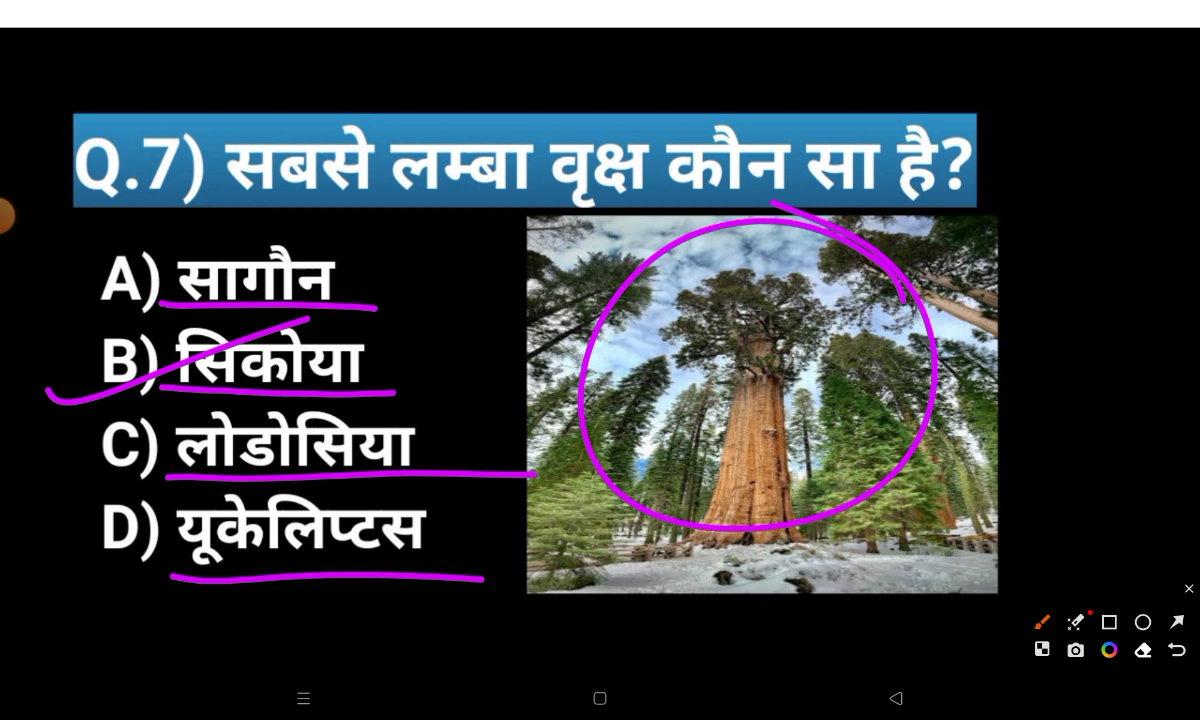 Q.7) सबसे लम्बा वृक्ष कौन सा है?
A) सागौन
B) सिकोया
C) लोडोसिया
D) यूकेलिप्टस